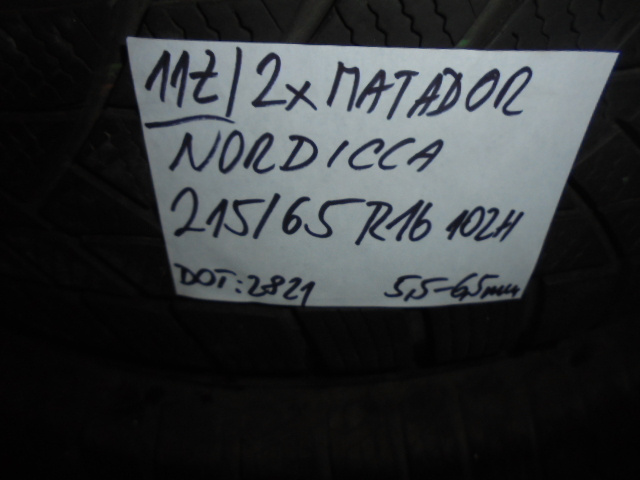 11Z/2x MATADOR
NORDICCA
215/65 R16 102H
DOT:2821 5,5-6,5mm